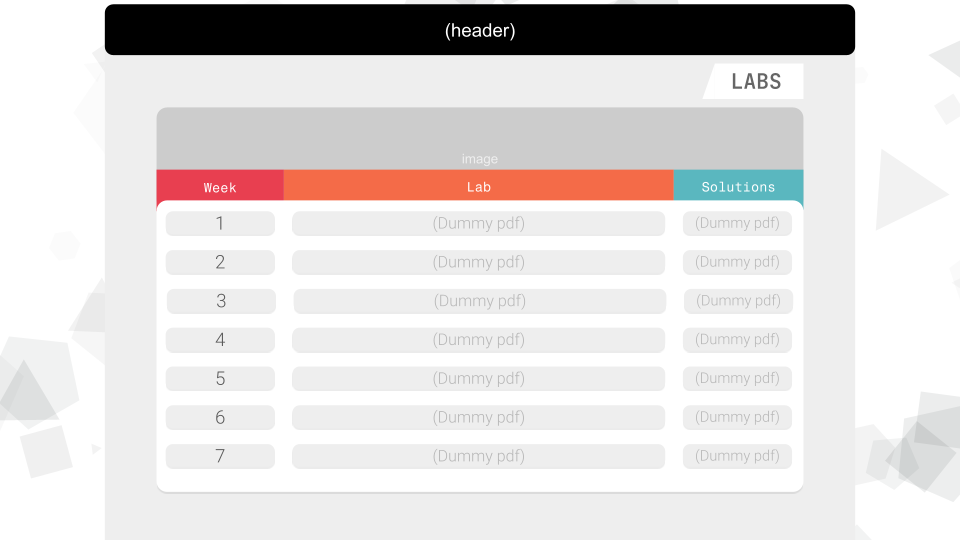 (header)
LABS
image
Week Lab Solutions
1 (Dummy pdf) (Dummy pdf)
2 (Dummy pdf) (Dummy pdf)
3 (Dummy pdf) (Dummy pdf)
4 (Dummy pdf) (Dummy pdf)
5 (Dummy pdf) (Dummy pdf)
6 (Dummy pdf) (Dummy pdf)
7 (Dummy pdf) (Dummy pdf)